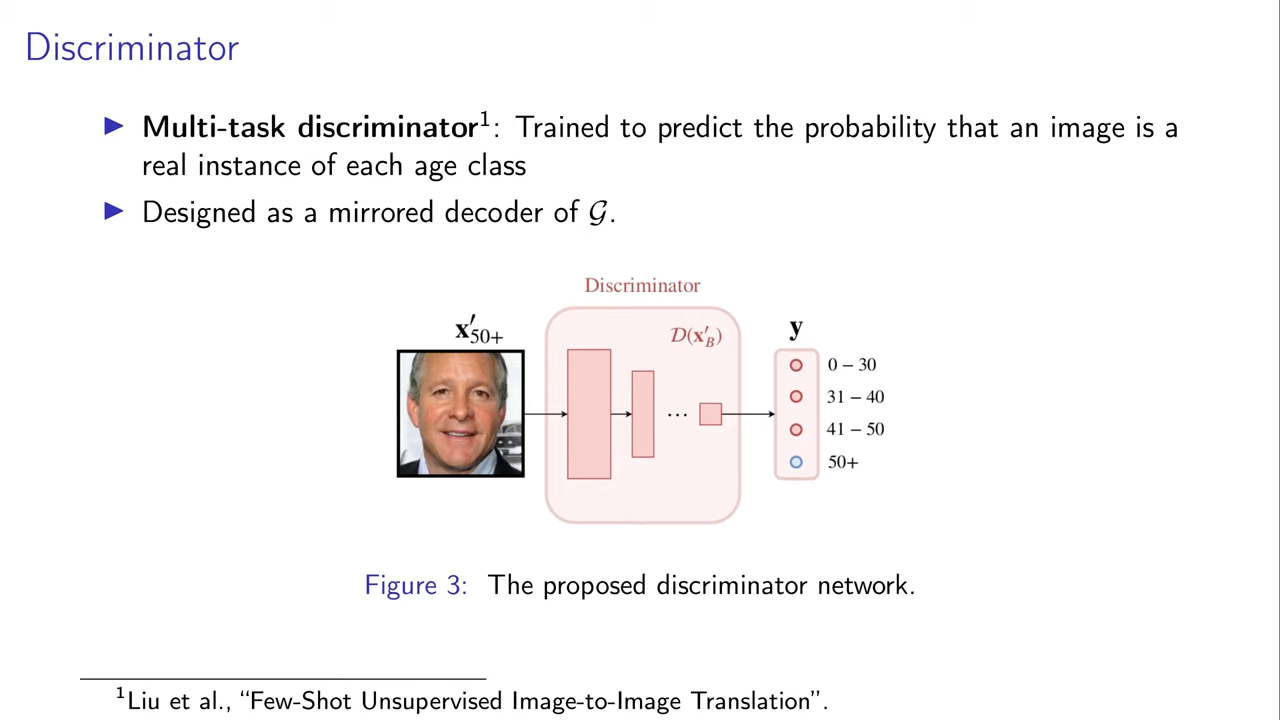 Discriminator
▶ Multi-task discriminator¹: Trained to predict the probability that an image is a
real instance of each age class
▶ Designed as a mirrored decoder of 𝒢.
Discriminator
x′₅₀₊
𝒟(x′_B)
...
y
0 – 30
31 – 40
41 – 50
50+
Figure 3: The proposed discriminator network.
¹Liu et al., “Few-Shot Unsupervised Image-to-Image Translation”.